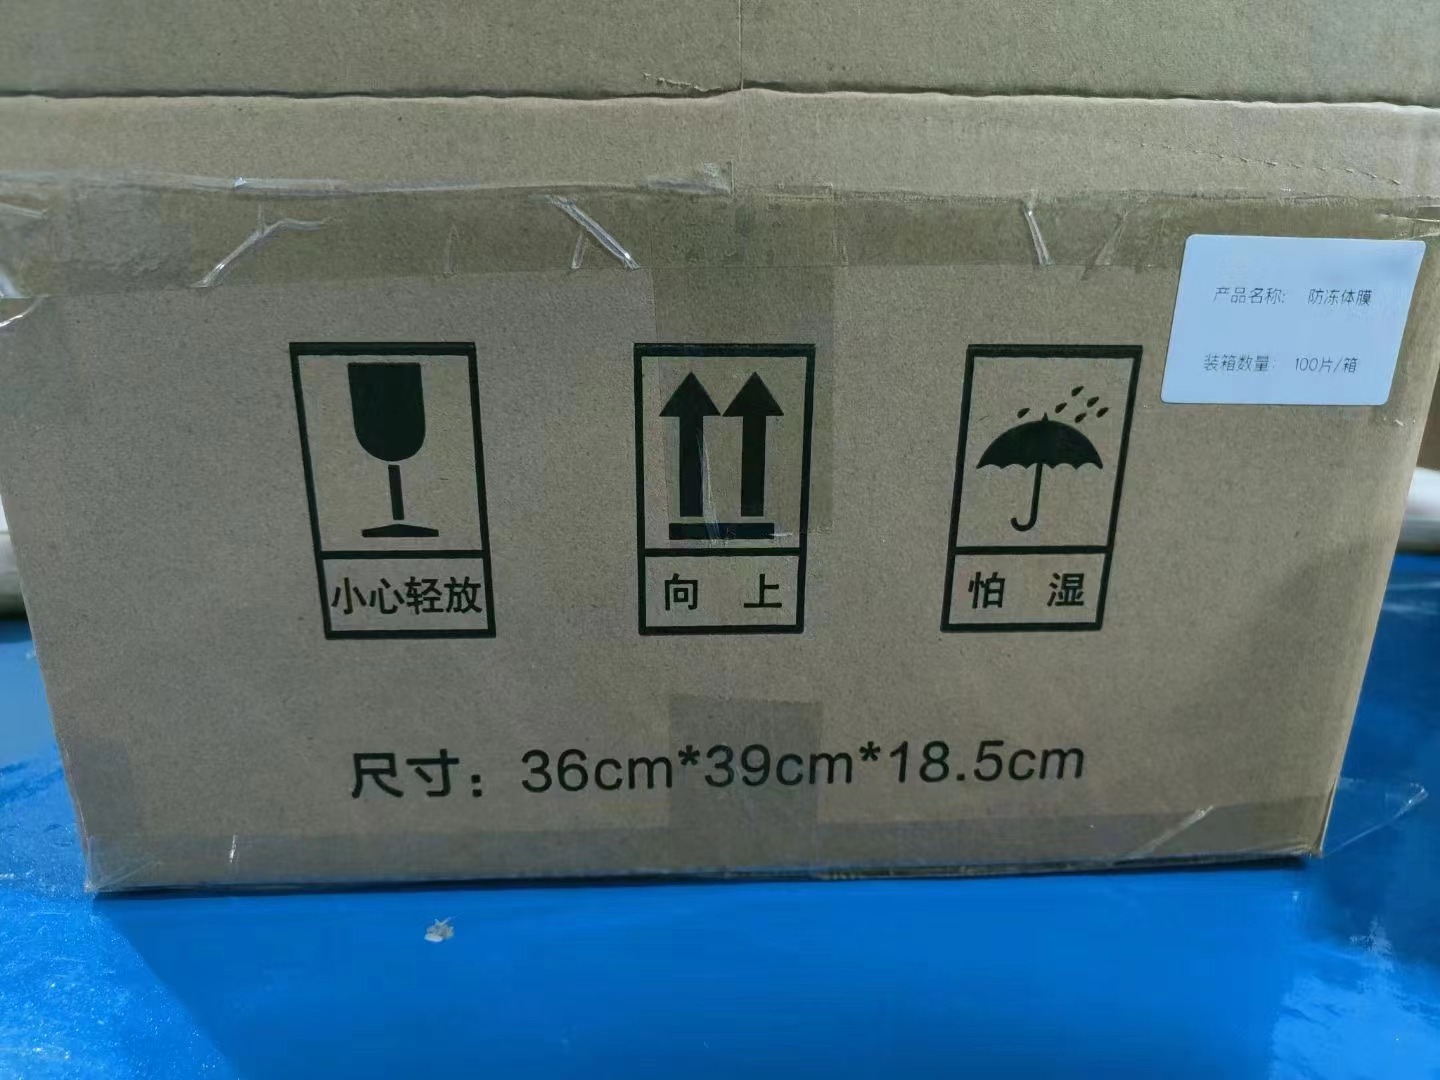 产品名称: 防冻体膜
装箱数量: 100片/箱
小心轻放
向 上
怕 湿
尺寸: 36cm*39cm*18.5cm